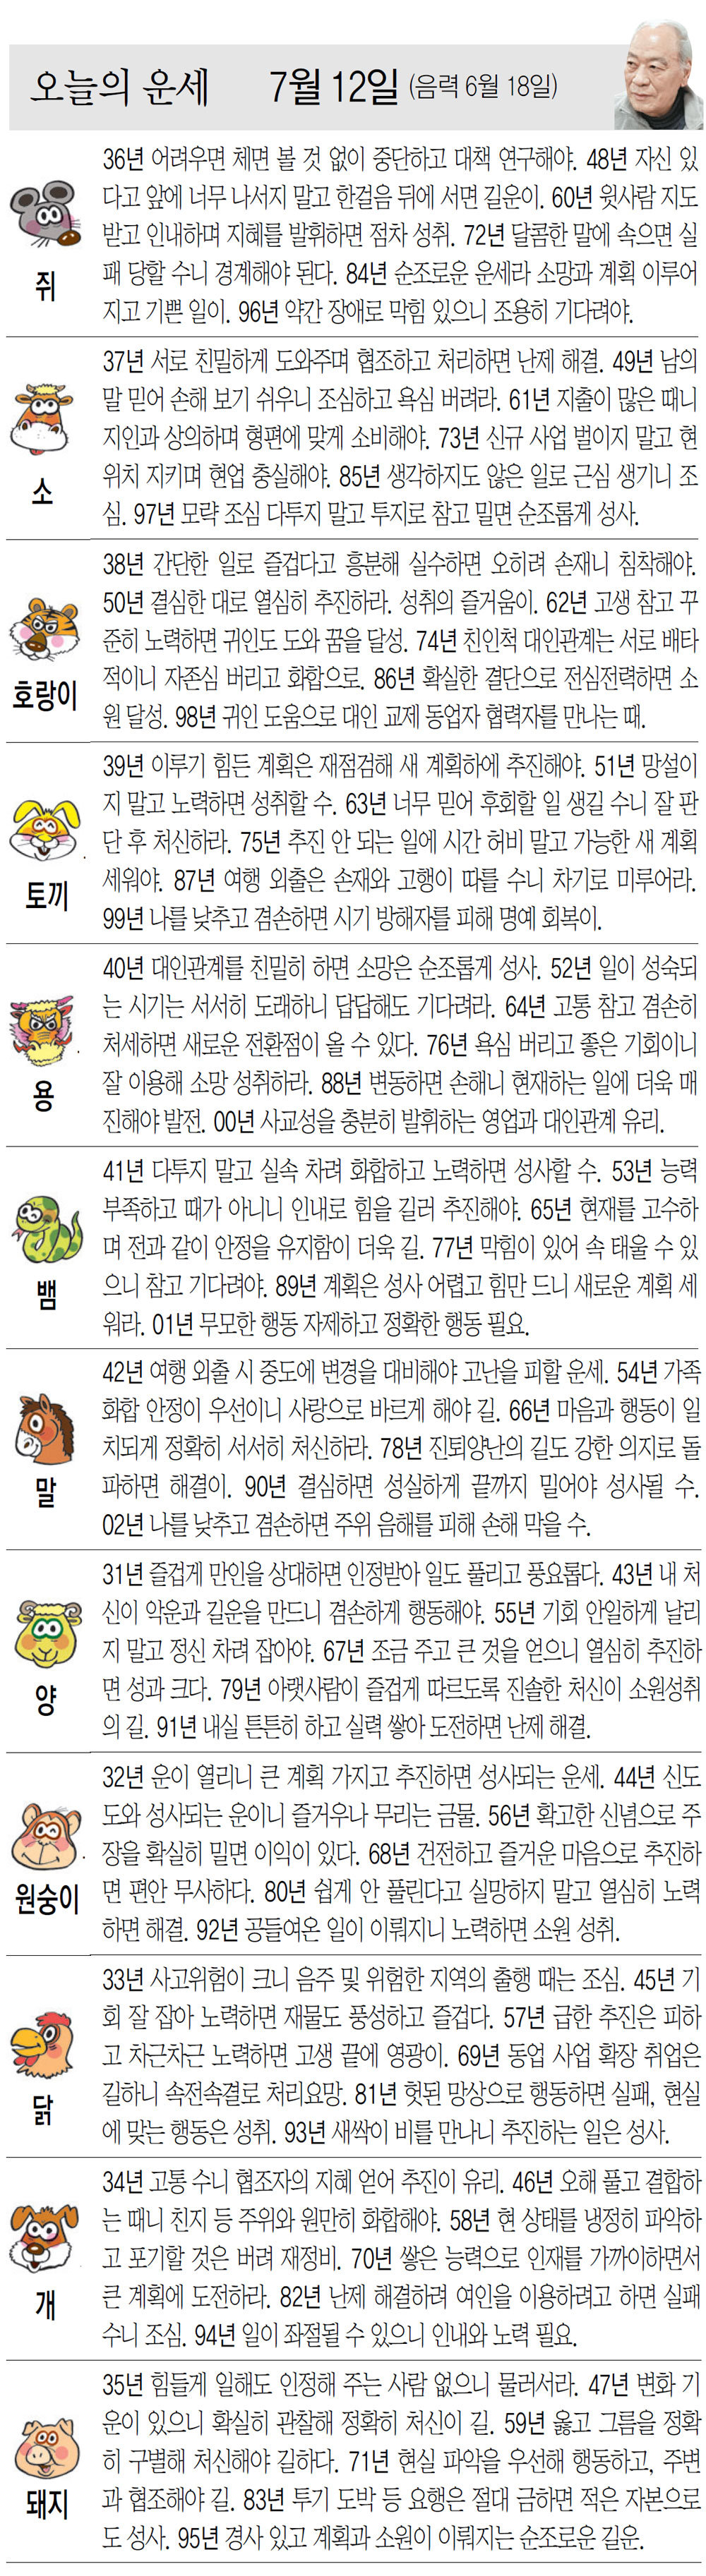 오늘의 운세 7월 12일 (음력 6월 18일)
쥐
36년 어려우면 체면 볼 것 없이 중단하고 대책 연구해야. 48년 자신 있
다고 앞에 너무 나서지 말고 한걸음 뒤에 서면 길운이. 60년 윗사람 지도
받고 인내하며 지혜를 발휘하면 점차 성취. 72년 달콤한 말에 속으면 실
패 당할 수니 경계해야 된다. 84년 순조로운 운세라 소망과 계획 이루어
지고 기쁜 일이. 96년 약간 장애로 막힘 있으니 조용히 기다려야.
소
37년 서로 친밀하게 도와주며 협조하고 처리하면 난제 해결. 49년 남의
말 믿어 손해 보기 쉬우니 조심하고 욕심 버려라. 61년 지출이 많은 때니
지인과 상의하며 형편에 맞게 소비해야. 73년 신규 사업 벌이지 말고 현
위치 지키며 현업 충실해야. 85년 생각하지도 않은 일로 근심 생기니 조
심. 97년 모략 조심 다투지 말고 투지로 참고 밀면 순조롭게 성사.
호랑이
38년 간단한 일로 즐겁다고 흥분해 실수하면 오히려 손재니 침착해야.
50년 결심한 대로 열심히 추진하라. 성취의 즐거움이. 62년 고생 참고 꾸
준히 노력하면 귀인도 도와 꿈을 달성. 74년 친인척 대인관계는 서로 배타
적이니 자존심 버리고 화합으로. 86년 확실한 결단으로 전심전력하면 소
원 달성. 98년 귀인 도움으로 대인 교제 동업자 협력자를 만나는 때.
토끼
39년 이루기 힘든 계획은 재점검해 새 계획하에 추진해야. 51년 망설이
지 말고 노력하면 성취할 수. 63년 너무 믿어 후회할 일 생길 수니 잘 판
단 후 처신하라. 75년 추진 안 되는 일에 시간 허비 말고 가능한 새 계획
세워야. 87년 여행 외출은 손재와 고행이 따를 수니 차기로 미루어라.
99년 나를 낮추고 겸손하면 시기 방해자를 피해 명예 회복이.
용
40년 대인관계를 친밀히 하면 소망은 순조롭게 성사. 52년 일이 성숙되
는 시기는 서서히 도래하니 답답해도 기다려라. 64년 고통 참고 겸손히
처세하면 새로운 전환점이 올 수 있다. 76년 욕심 버리고 좋은 기회이니
잘 이용해 소망 성취하라. 88년 변동하면 손해니 현재하는 일에 더욱 매
진해야 발전. 00년 사교성을 충분히 발휘하는 영업과 대인관계 유리.
뱀
41년 다투지 말고 실속 차려 화합하고 노력하면 성사할 수. 53년 능력
부족하고 때가 아니니 인내로 힘을 길러 추진해야. 65년 현재를 고수하
며 전과 같이 안정을 유지함이 더욱 길. 77년 막힘이 있어 속 태울 수 있
으니 참고 기다려야. 89년 계획은 성사 어렵고 힘만 드니 새로운 계획 세
워라. 01년 무모한 행동 자제하고 정확한 행동 필요.
말
42년 여행 외출 시 중도에 변경을 대비해야 고난을 피할 운세. 54년 가족
화합 안정이 우선이니 사랑으로 바르게 해야 길. 66년 마음과 행동이 일
치되게 정확히 서서히 처신하라. 78년 진퇴양난의 길도 강한 의지로 돌
파하면 해결이. 90년 결심하면 성실하게 끝까지 밀어야 성사될 수.
02년 나를 낮추고 겸손하면 주위 음해를 피해 손해 막을 수.
양
31년 즐겁게 만인을 상대하면 인정받아 일도 풀리고 풍요롭다. 43년 내 처
신이 악운과 길운을 만드니 겸손하게 행동해야. 55년 기회 안일하게 날리
지 말고 정신 차려 잡아야. 67년 조금 주고 큰 것을 얻으니 열심히 추진하
면 성과 크다. 79년 아랫사람이 즐겁게 따르도록 진솔한 처신이 소원성취
의 길. 91년 내실 튼튼히 하고 실력 쌓아 도전하면 난제 해결.
원숭이
32년 운이 열리니 큰 계획 가지고 추진하면 성사되는 운세. 44년 신도
도와 성사되는 운이니 즐거우나 무리는 금물. 56년 확고한 신념으로 주
장을 확실히 밀면 이익이 있다. 68년 건전하고 즐거운 마음으로 추진하
면 편안 무사하다. 80년 쉽게 안 풀린다고 실망하지 말고 열심히 노력
하면 해결. 92년 공들여온 일이 이뤄지니 노력하면 소원 성취.
닭
33년 사고위험이 크니 음주 및 위험한 지역의 출행 때는 조심. 45년 기
회 잘 잡아 노력하면 재물도 풍성하고 즐겁다. 57년 급한 추진은 피하
고 차근차근 노력하면 고생 끝에 영광이. 69년 동업 사업 확장 취업은
길하니 속전속결로 처리요망. 81년 헛된 망상으로 행동하면 실패, 현실
에 맞는 행동은 성취. 93년 새싹이 비를 만나니 추진하는 일은 성사.
개
34년 고통 수니 협조자의 지혜 얻어 추진이 유리. 46년 오해 풀고 결합하
는 때니 친지 등 주위와 원만히 화합해야. 58년 현 상태를 냉정히 파악하
고 포기할 것은 버려 재정비. 70년 쌓은 능력으로 인재를 가까이하면서
큰 계획에 도전하라. 82년 난제 해결하려 여인을 이용하려고 하면 실패
수니 조심. 94년 일이 좌절될 수 있으니 인내와 노력 필요.
돼지
35년 힘들게 일해도 인정해 주는 사람 없으니 물러서라. 47년 변화 기
운이 있으니 확실히 관찰해 정확히 처신이 길. 59년 옳고 그름을 정확
히 구별해 처신해야 길하다. 71년 현실 파악을 우선해 행동하고, 주변
과 협조해야 길. 83년 투기 도박 등 요행은 절대 금하면 적은 자본으로
도 성사. 95년 경사 있고 계획과 소원이 이뤄지는 순조로운 길운.